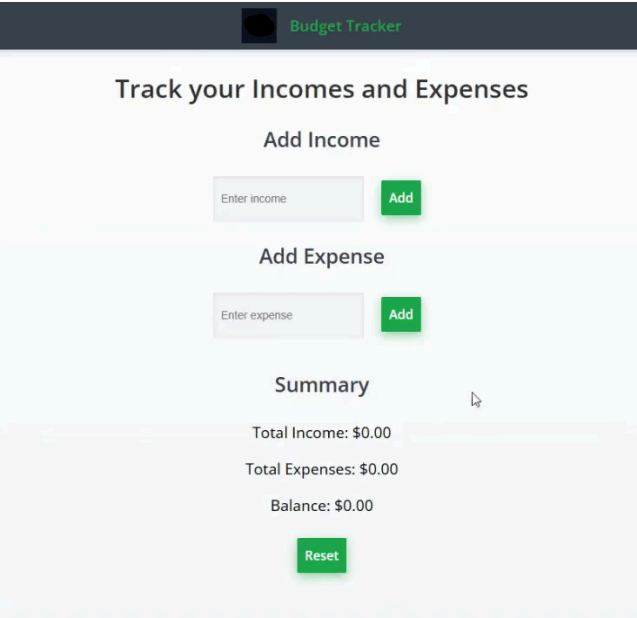 Budget Tracker
Track your Incomes and Expenses
Add Income
Enter income
Add
Add Expense
Enter expense
Add
Summary
Total Income: $0.00
Total Expenses: $0.00
Balance: $0.00
Reset